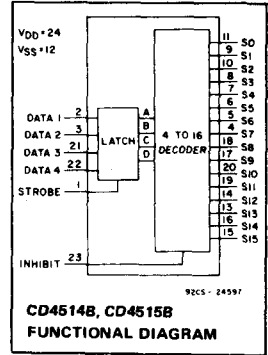 VDD=24
VSS=12
DATA 1 2
DATA 2 3
DATA 3 21
DATA 4 22
STROBE 1
INHIBIT 23
LATCH
A
B
C
D
4 TO 16
DECODER
11 S0
9 S1
10 S2
8 S3
7 S4
6 S5
5 S6
4 S7
18 S8
17 S9
20 S10
19 S11
14 S12
13 S13
16 S14
15 S15
92CS-24597
CD4514B, CD4515B
FUNCTIONAL DIAGRAM